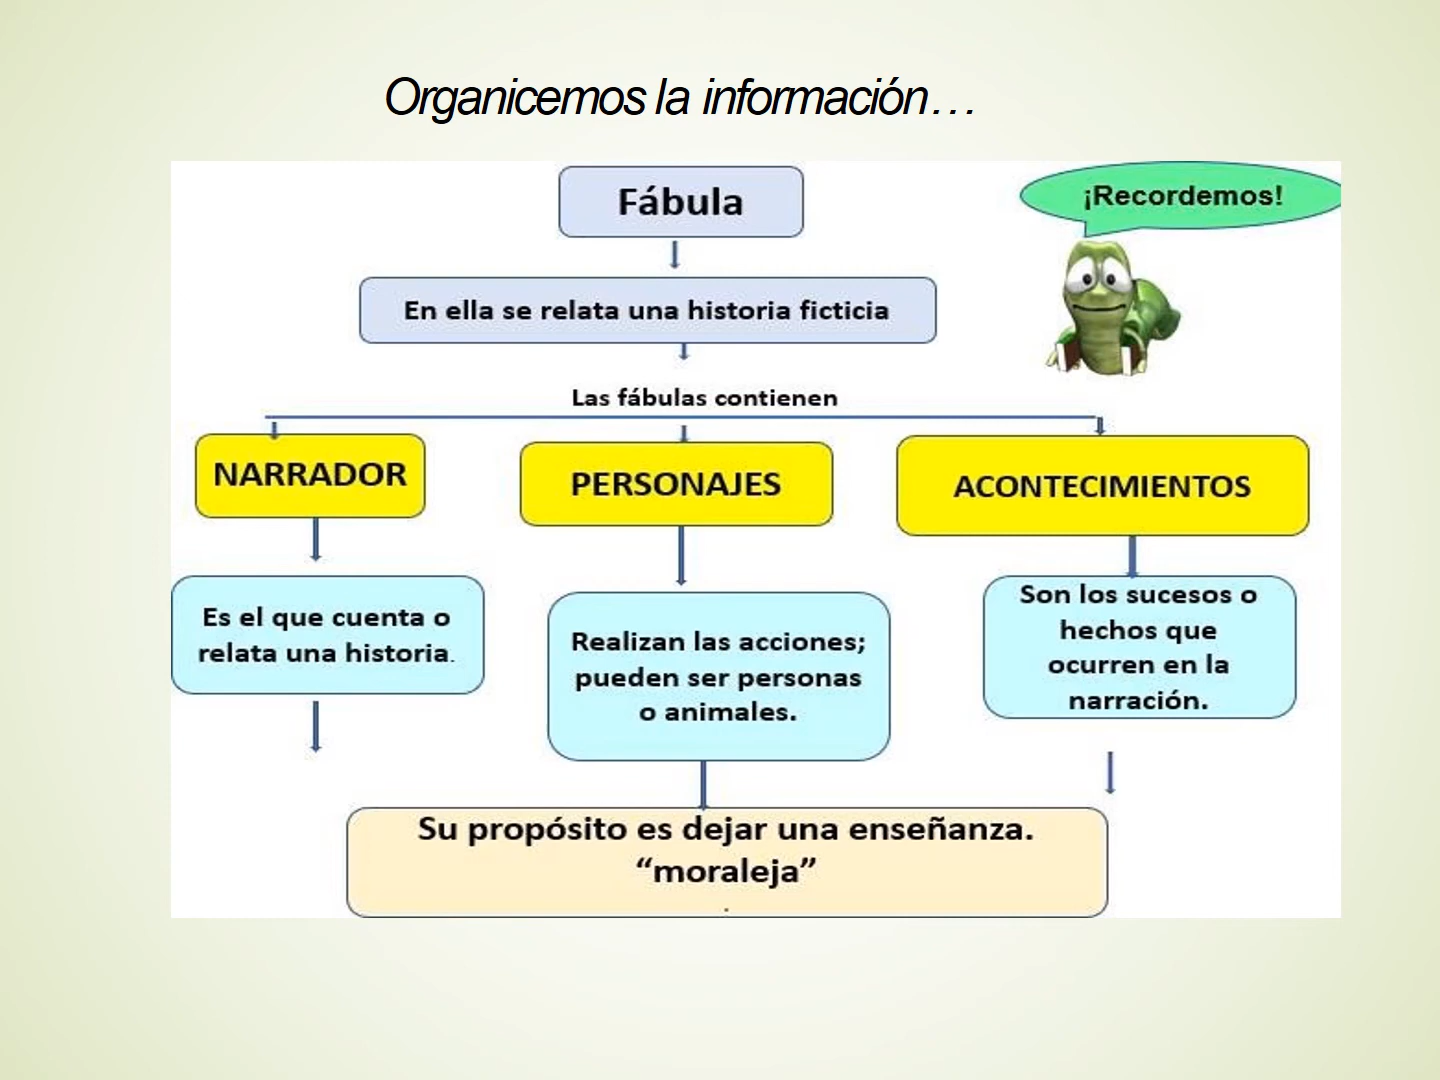 Organicemos la información…
Fábula
¡Recordemos!
En ella se relata una historia ficticia
Las fábulas contienen
NARRADOR
PERSONAJES
ACONTECIMIENTOS
Es el que cuenta o
relata una historia.
Realizan las acciones;
pueden ser personas
o animales.
Son los sucesos o
hechos que
ocurren en la
narración.
Su propósito es dejar una enseñanza.
“moraleja”
.